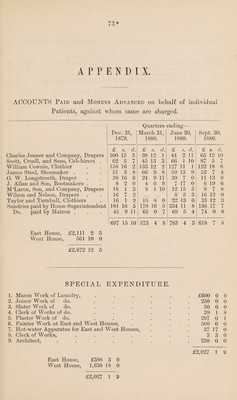 73*
APPENDIX.
ACCOUNTS PAID and MONEYS ADVANCED on behalf of individual
Patients, against whom same are charged.
Quarters ending—
Dec. 31, 1879. March 31, 1880. June 30, 1880. Sept. 30, 1880.
£ s. d. £ s. d. £ s. d. £ s. d.
Charles Jenner and Company, Drapers 100 15 5 39 12 1 44 2 11 65 12 10
Scott, Croall, and Sons, Cab-hirers 62 5 7 45 15 3 66 1 10 87 5 7
William Cownie, Clothier 158 16 2 133 12 2 127 11 1 122 18 6
James Steel, Shoemaker 51 3 8 66 9 8 50 13 9 52 7 4
O. W. Longstreeth, Draper 38 16 6 24 9 11 39 7 0 11 13 9
J. Allan and Son, Bootmakers 8 2 0 4 0 9 7 17 0 8 19 6
M'Laren, Son, and Company, Drapers 18 1 3 8 1 10 12 15 5 8 7 8
Wilson and Nelson, Drapers 16 7 2 8 5 3 16 12 0
Taylor and Turnbull, Clothiers 16 1 9 15 8 0 22 13 0 33 12 3
Sundries paid by House Superintendent 181 16 5 170 16 5 334 11 8 136 17 7
Do. paid by Matron 45 9 11 65 0 7 69 5 4 74 0 8
697 15 10 573 4 8 783 4 3 618 7 8
East House, £2,111 2 5
West House, 561 10 0
£2,672 12 5
SPECIAL EXPENDITURE.
1. Mason Work of Laundry, £600 0 0
2. Joiner Work of do. 250 0 0
3. Slater Work of do. 50 0 0
4. Clerk of Works of do. 39 1 8
5. Plaster Work of do. 297 0 1
6. Painter Work at East and West Houses, 500 0 0
7. Hot-water Apparatus for East and West Houses, 37 17 0
8. Clerk of Works, 3 3 0
9. Architect, 250 0 0
£2,027 1 9
East House, £388 3 0
West House, 1,638 18 9
£2,027 1 9